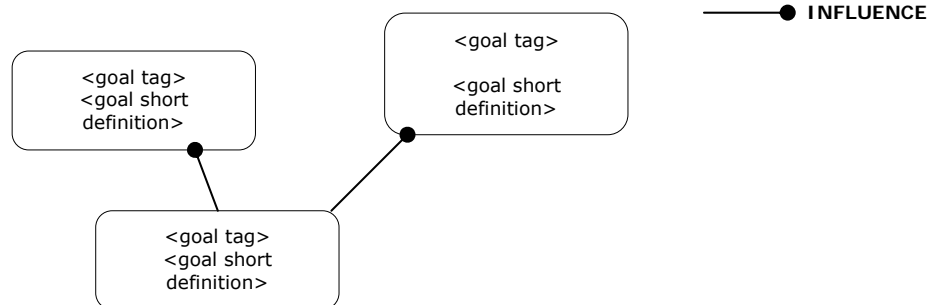 INFLUENCE
<goal tag>
<goal short
definition>
<goal tag>
<goal short
definition>
<goal tag>
<goal short
definition>